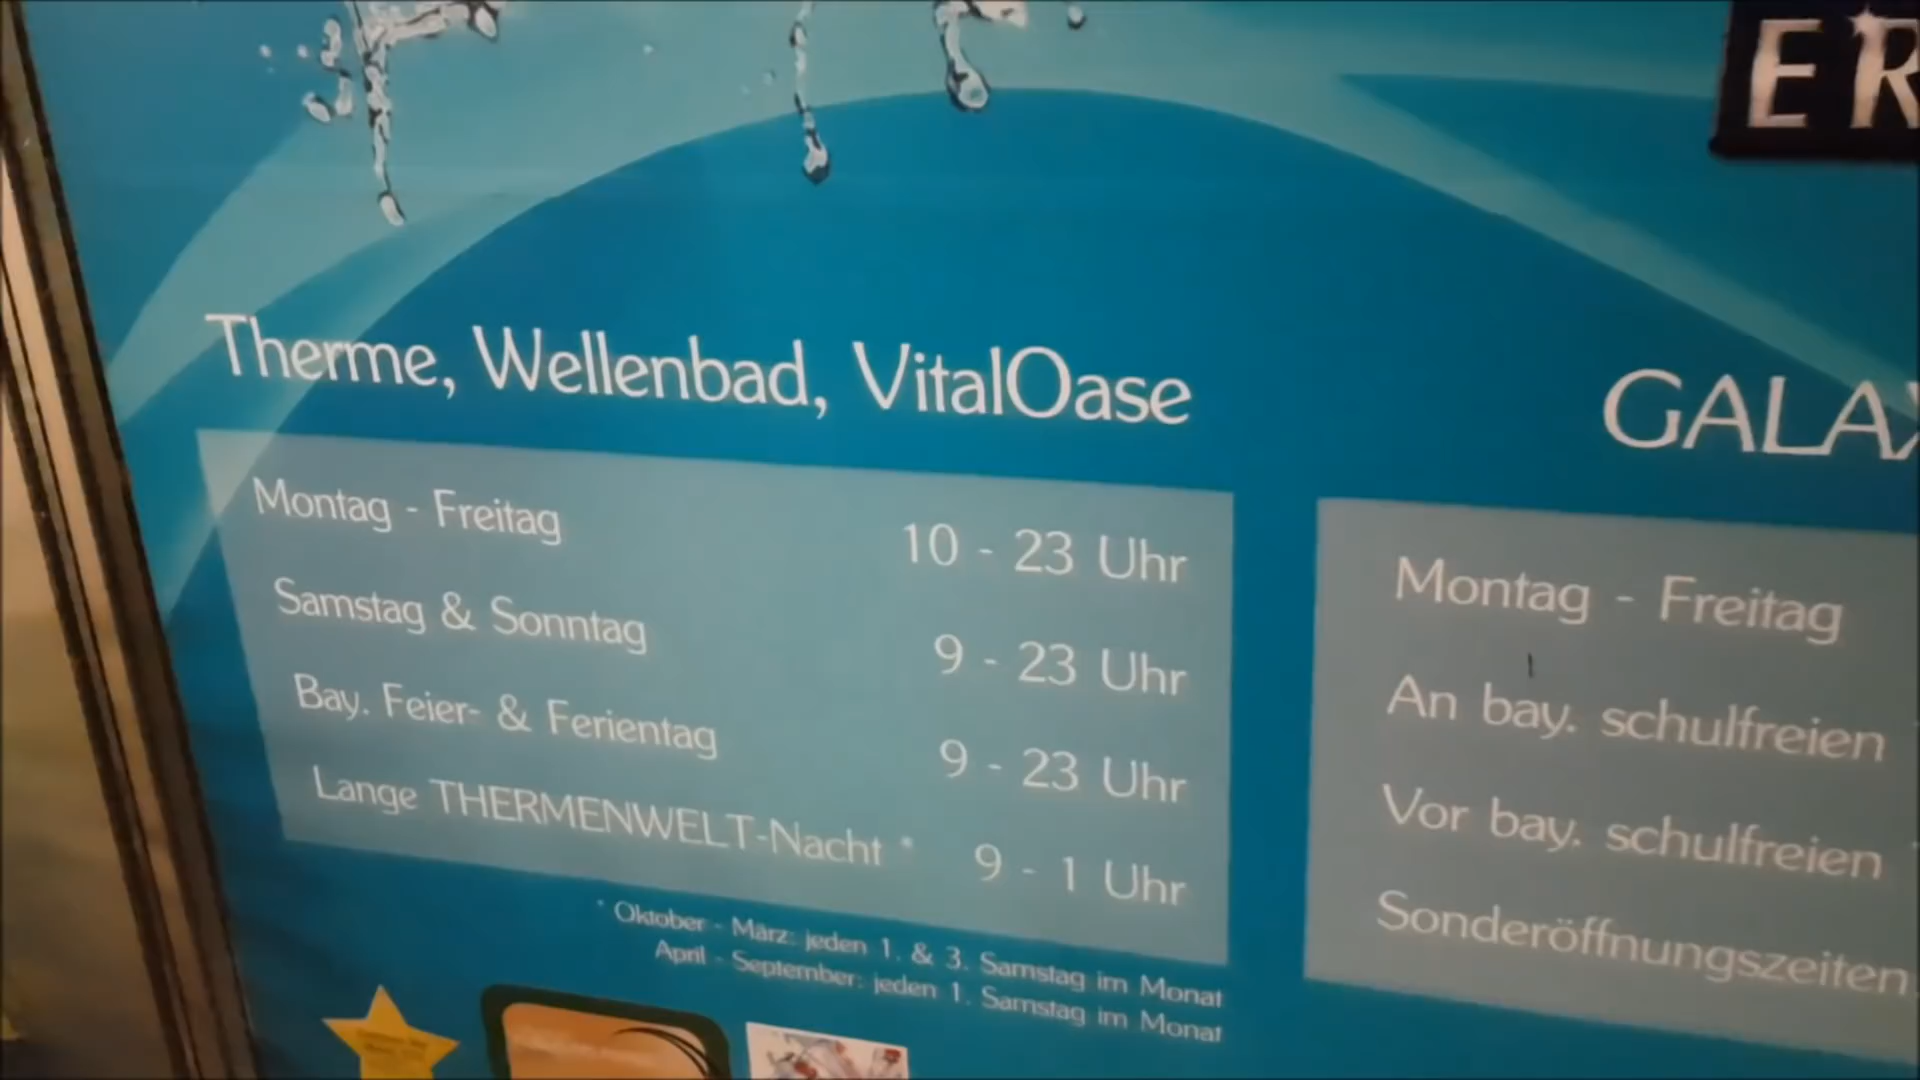 ER
Therme, Wellenbad, VitalOase
Montag - Freitag 10 - 23 Uhr
Samstag & Sonntag 9 - 23 Uhr
Bay. Feier- & Ferientag 9 - 23 Uhr
Lange THERMENWELT-Nacht * 9 - 1 Uhr
* Oktober - März: jeden 1. & 3. Samstag im Monat
April - September: jeden 1. Samstag im Monat
GALAX
Montag - Freitag
An bay. schulfreien
Vor bay. schulfreien
Sonderöffnungszeiten